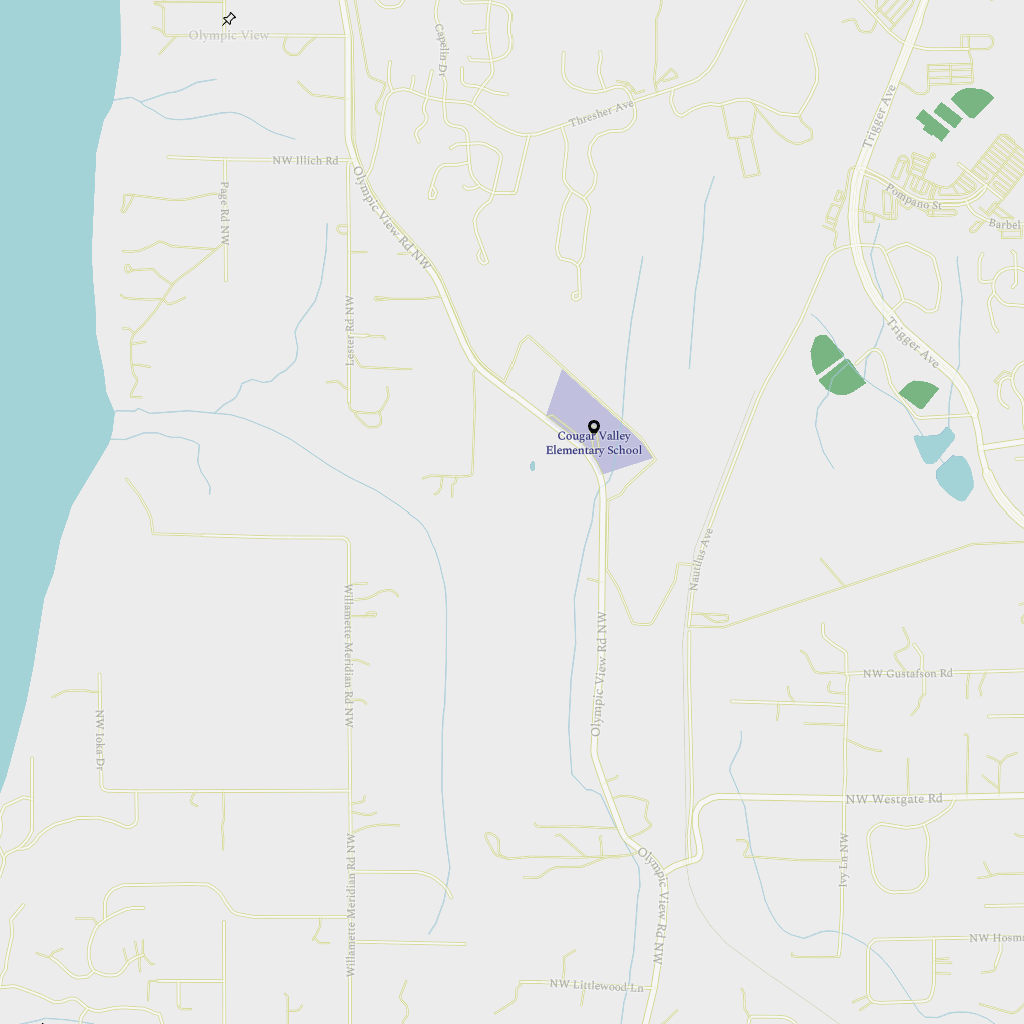 Olympic View
Capelin Dr
Thresher Ave
Trigger Ave
NW Illich Rd
Olympic View Rd NW
Page Rd NW
Pompano St
Barbel
Lester Rd NW
Trigger Ave
Cougar Valley
Elementary School
Nautilus Ave
Willamette Meridian Rd NW
Olympic View Rd NW
NW Gustafson Rd
NW Ioka Dr
NW Westgate Rd
Willamette Meridian Rd NW
Olympic View Rd NW
Ivy Ln NW
NW Hosma
NW Littlewood Ln